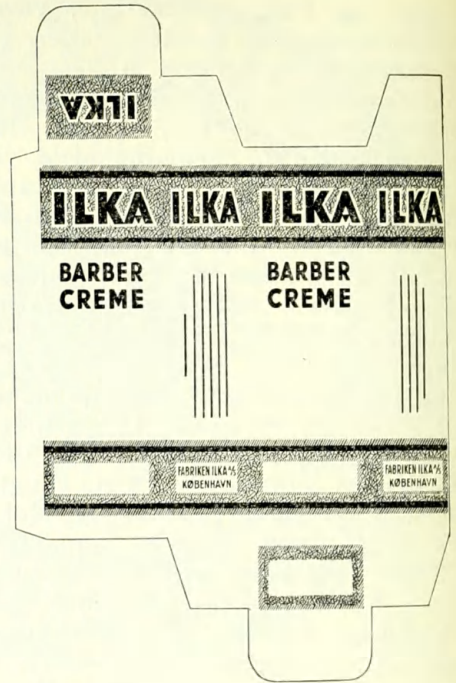 ILKA
ILKA ILKA ILKA ILKA
BARBER CREME
BARBER CREME
FABRIKEN ILKA A/S
KØBENHAVN
FABRIKEN ILKA A/S
KØBENHAVN